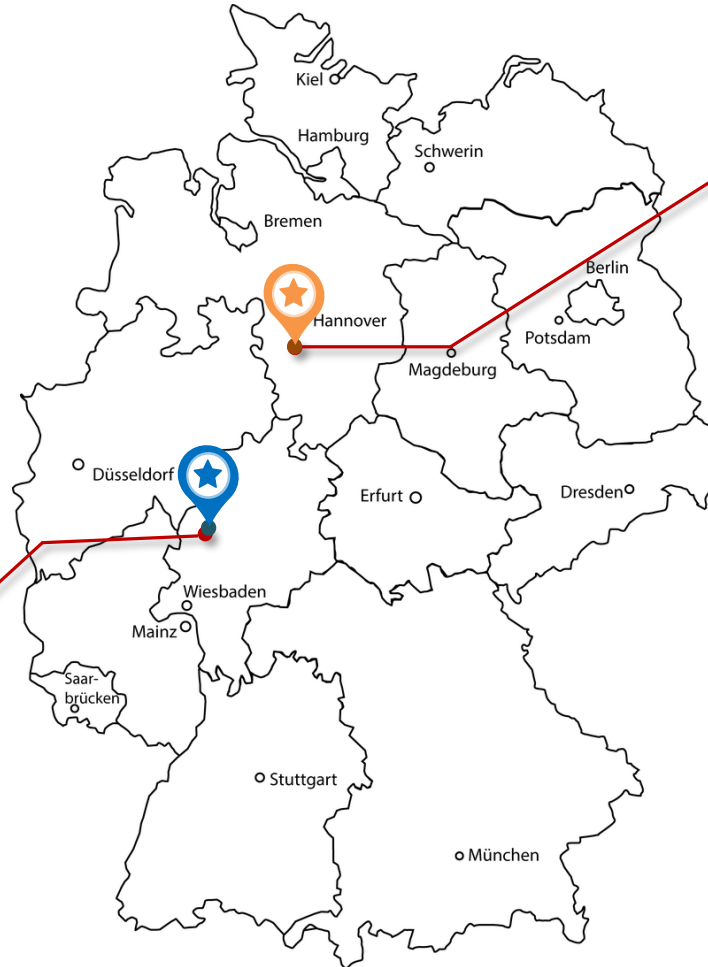 Kiel
Hamburg
Schwerin
Bremen
Berlin
Hannover
Potsdam
Magdeburg
Düsseldorf
Erfurt
Dresden
Wiesbaden
Mainz
Saar-
brücken
Stuttgart
München